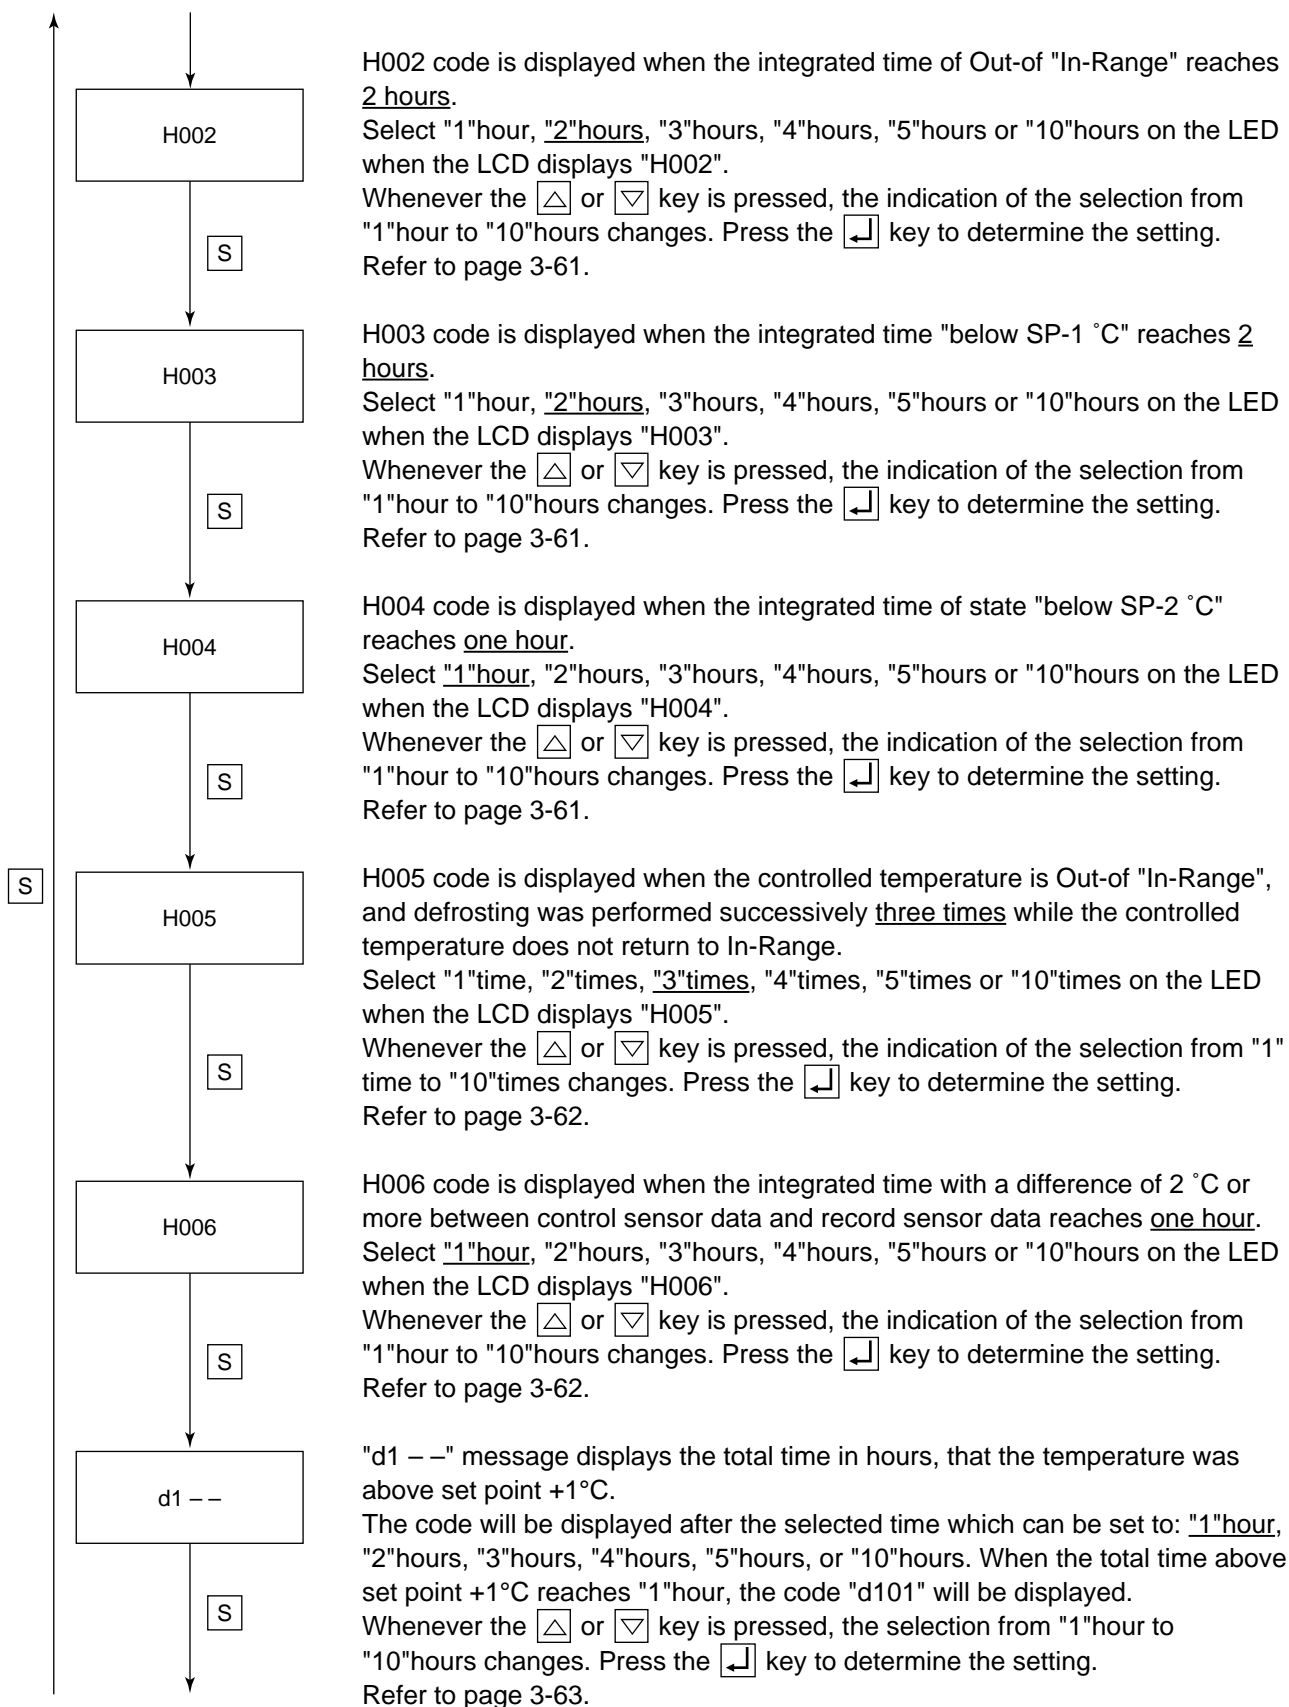 H002 code is displayed when the integrated time of Out-of "In-Range" reaches
2 hours.
H002
Select "1"hour, "2"hours, "3"hours, "4"hours, "5"hours or "10"hours on the LED
when the LCD displays "H002".
Whenever the △ or ▽ key is pressed, the indication of the selection from
"1"hour to "10"hours changes. Press the ↵ key to determine the setting.
S
Refer to page 3-61.
H003 code is displayed when the integrated time "below SP-1 ˚C" reaches 2
hours.
H003
Select "1"hour, "2"hours, "3"hours, "4"hours, "5"hours or "10"hours on the LED
when the LCD displays "H003".
Whenever the △ or ▽ key is pressed, the indication of the selection from
"1"hour to "10"hours changes. Press the ↵ key to determine the setting.
S
Refer to page 3-61.
H004 code is displayed when the integrated time of state "below SP-2 ˚C"
reaches one hour.
H004
Select "1"hour, "2"hours, "3"hours, "4"hours, "5"hours or "10"hours on the LED
when the LCD displays "H004".
Whenever the △ or ▽ key is pressed, the indication of the selection from
"1"hour to "10"hours changes. Press the ↵ key to determine the setting.
S
Refer to page 3-61.
S
H005 code is displayed when the controlled temperature is Out-of "In-Range",
and defrosting was performed successively three times while the controlled
H005
temperature does not return to In-Range.
Select "1"time, "2"times, "3"times, "4"times, "5"times or "10"times on the LED
when the LCD displays "H005".
Whenever the △ or ▽ key is pressed, the indication of the selection from "1"
S
time to "10"times changes. Press the ↵ key to determine the setting.
Refer to page 3-62.
H006 code is displayed when the integrated time with a difference of 2 ˚C or
more between control sensor data and record sensor data reaches one hour.
H006
Select "1"hour, "2"hours, "3"hours, "4"hours, "5"hours or "10"hours on the LED
when the LCD displays "H006".
Whenever the △ or ▽ key is pressed, the indication of the selection from
"1"hour to "10"hours changes. Press the ↵ key to determine the setting.
S
Refer to page 3-62.
"d1 – –" message displays the total time in hours, that the temperature was
above set point +1°C.
d1 – –
The code will be displayed after the selected time which can be set to: "1"hour,
"2"hours, "3"hours, "4"hours, "5"hours, or "10"hours. When the total time above
set point +1°C reaches "1"hour, the code "d101" will be displayed.
S
Whenever the △ or ▽ key is pressed, the selection from "1"hour to
"10"hours changes. Press the ↵ key to determine the setting.
Refer to page 3-63.